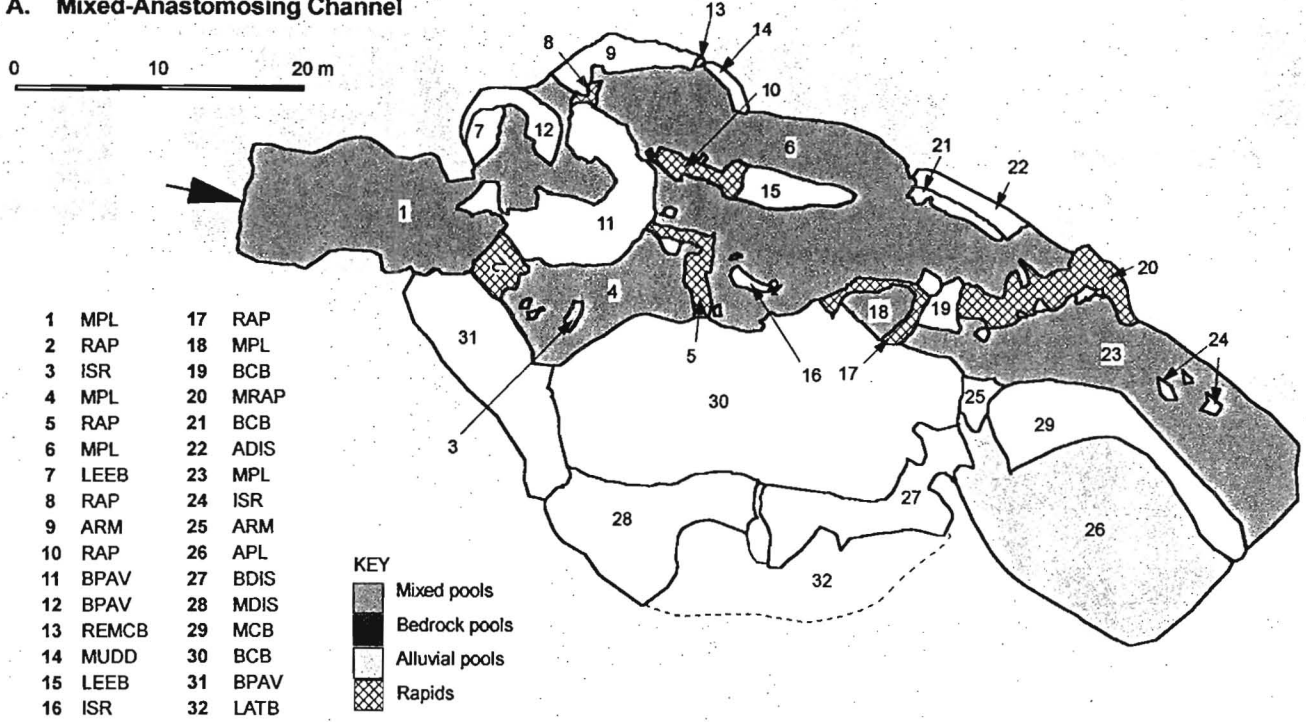 A. Mixed-Anastomosing Channel
0 10 20 m
13
14
8
9
10
7
12
6
21
22
15
1
11
20
4
18
19
31
23
24
5
16
17
30
25
29
3
27
28
26
32
1 MPL 17 RAP
2 RAP 18 MPL
3 ISR 19 BCB
4 MPL 20 MRAP
5 RAP 21 BCB
6 MPL 22 ADIS
7 LEEB 23 MPL
8 RAP 24 ISR
9 ARM 25 ARM
10 RAP 26 APL
11 BPAV 27 BDIS
12 BPAV 28 MDIS
13 REMCB 29 MCB
14 MUDD 30 BCB
15 LEEB 31 BPAV
16 ISR 32 LATB
KEY
Mixed pools
Bedrock pools
Alluvial pools
Rapids